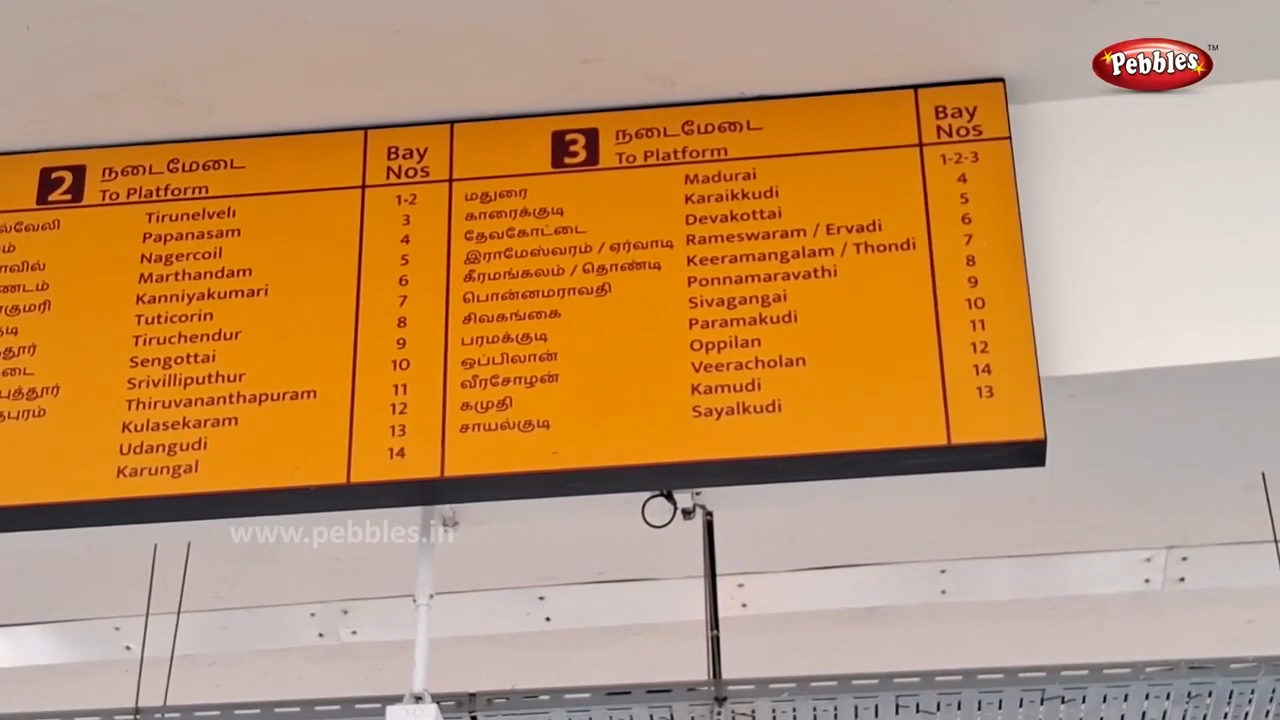 Pebbles™
2 நடைமேடை
To Platform
Bay
Nos
Tirunelveli 1-2
Papanasam 3
Nagercoil 4
Marthandam 5
Kanniyakumari 6
Tuticorin 7
Tiruchendur 8
Sengottai 9
Srivilliputhur 10
Thiruvananthapuram 11
Kulasekaram 12
Udangudi 13
Karungal 14
3 நடைமேடை
To Platform
Bay
Nos
மதுரை Madurai 1-2-3
காரைக்குடி Karaikkudi 4
தேவகோட்டை Devakottai 5
இராமேஸ்வரம் / ஏர்வாடி Rameswaram / Ervadi 6
கீரமங்கலம் / தொண்டி Keeramangalam / Thondi 7
பொன்னமராவதி Ponnamaravathi 8
சிவகங்கை Sivagangai 9
பரமக்குடி Paramakudi 10
ஒப்பிலான் Oppilan 11
வீரசோழன் Veeracholan 12
கமுதி Kamudi 14
சாயல்குடி Sayalkudi 13
www.pebbles.in